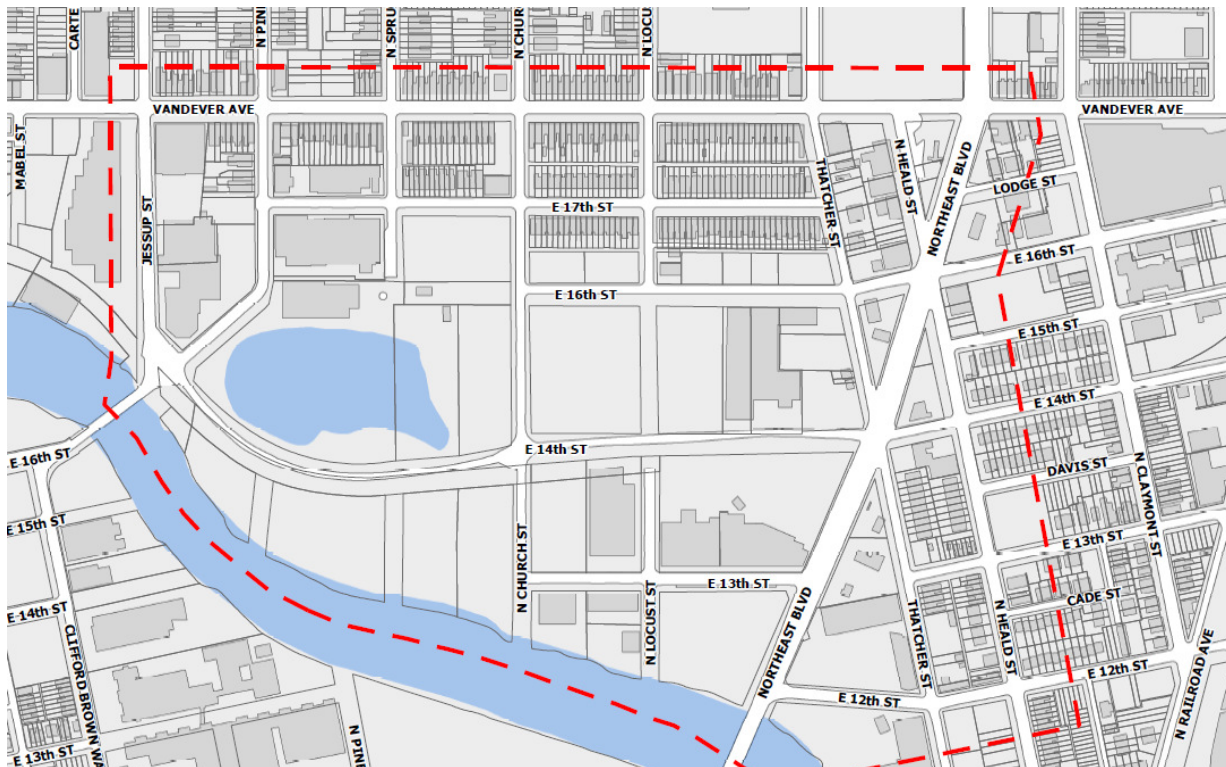 CARTE
N PINE
N SPRU
N CHURC
N LOCUS
VANDEVER AVE
VANDEVER AVE
MABEL ST
JESSUP ST
THATCHER ST
N HEALD ST
NORTHEAST BLVD
LODGE ST
E 17th ST
E 16th ST
E 16th ST
E 15th ST
E 14th ST
E 14th ST
DAVIS ST
N CLAYMONT ST
E 16th ST
E 15th ST
E 13th ST
N CHURCH ST
E 13th ST
CADE ST
E 14th ST
CLIFFORD BROWN WA
N LOCUST ST
NORTHEAST BLVD
THATCHER ST
N HEALD ST
E 12th ST
E 12th ST
N RAILROAD AVE
N PINE
E 13th ST